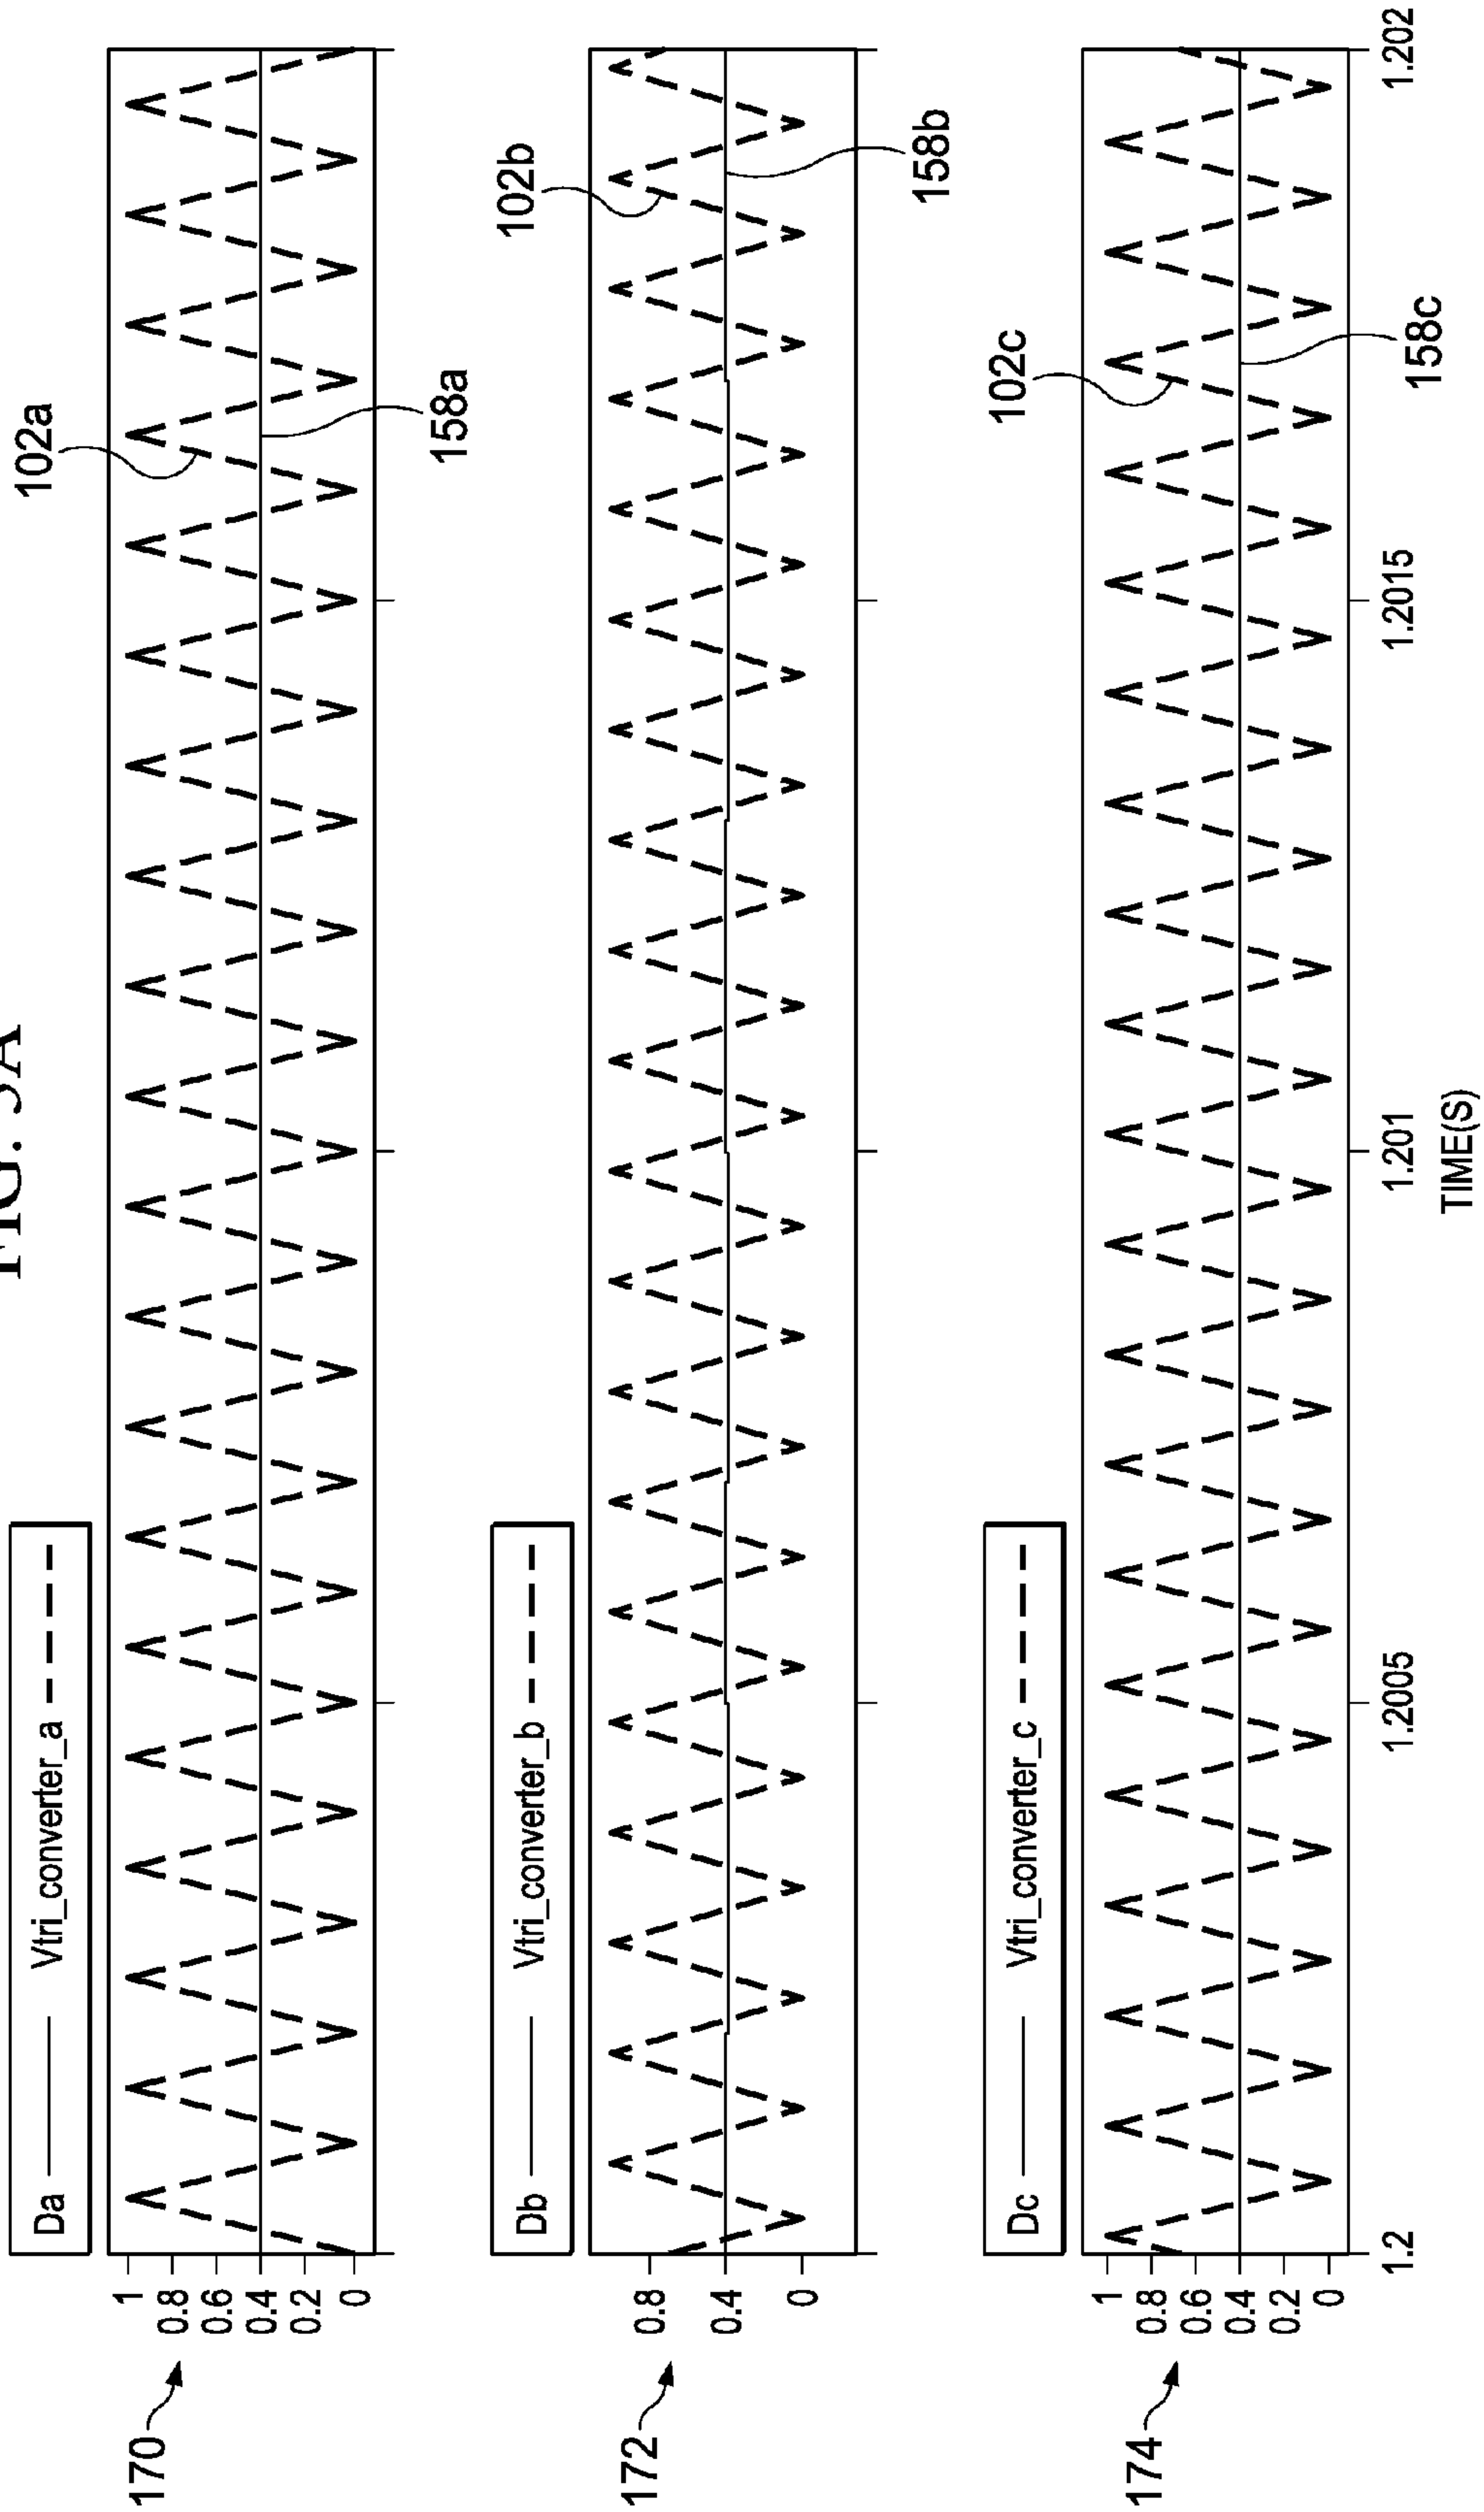 FIG. 5A
170
Da Vtri_converter_a
1
0.8
0.6
0.4
0.2
0
102a
158a
172
Db Vtri_converter_b
0.8
0.4
0
102b
158b
174
Dc Vtri_converter_c
1
0.8
0.6
0.4
0.2
0
102c
158c
1.2 1.2005 1.201 1.2015 1.202
TIME(S)